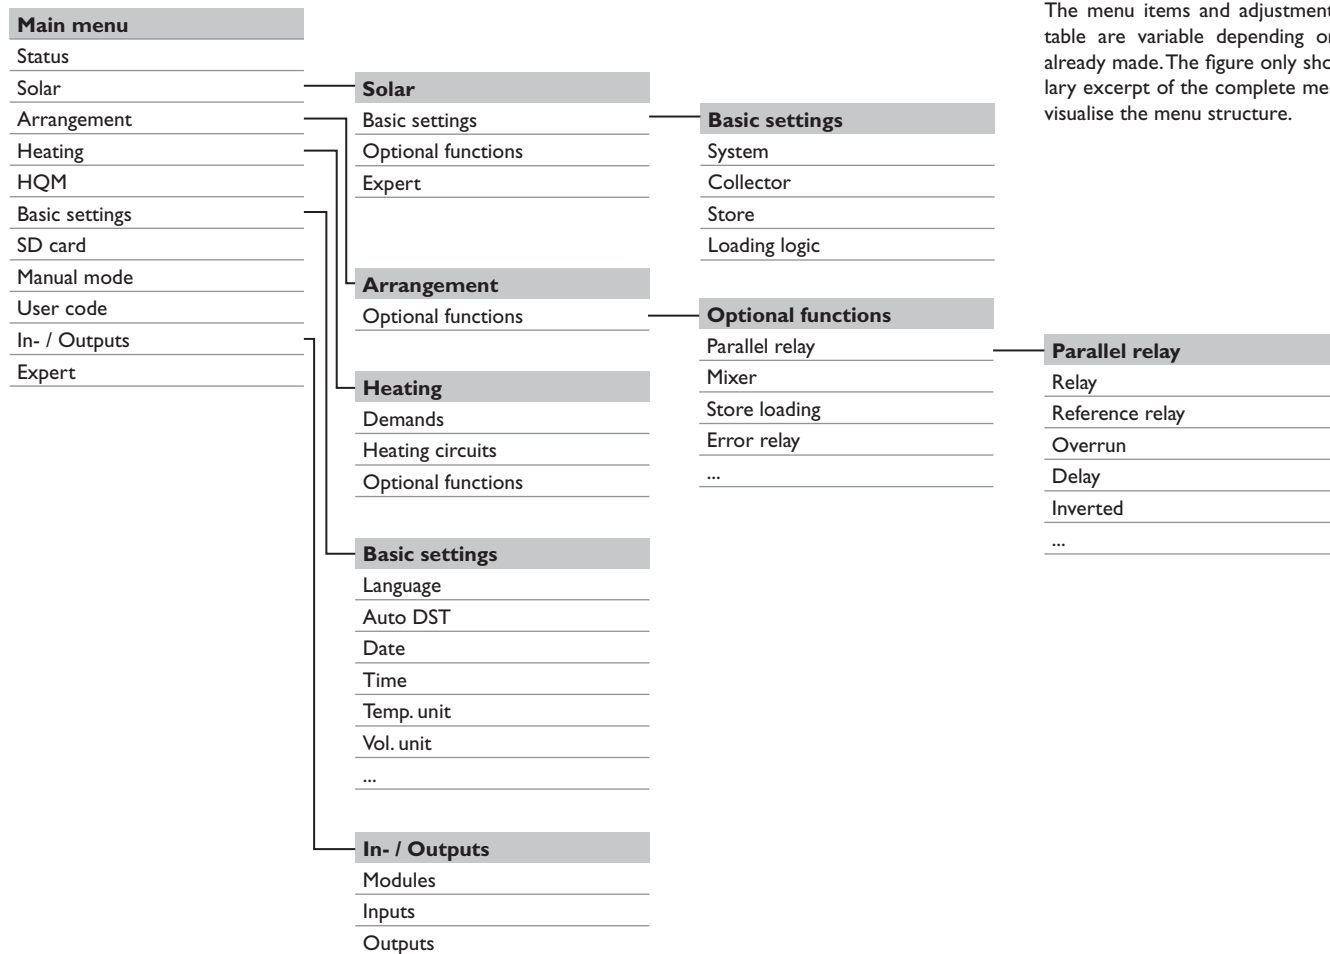 Main menu
Status
Solar
Arrangement
Heating
HQM
Basic settings
SD card
Manual mode
User code
In- / Outputs
Expert
Solar
Basic settings
Optional functions
Expert
Arrangement
Optional functions
Heating
Demands
Heating circuits
Optional functions
Basic settings
Language
Auto DST
Date
Time
Temp. unit
Vol. unit
...
In- / Outputs
Modules
Inputs
Outputs
Basic settings
System
Collector
Store
Loading logic
Optional functions
Parallel relay
Mixer
Store loading
Error relay
...
Parallel relay
Relay
Reference relay
Overrun
Delay
Inverted
...
The menu items and adjustment
table are variable depending
already made. The figure only
lary excerpt of the complete
visualise the menu structure.